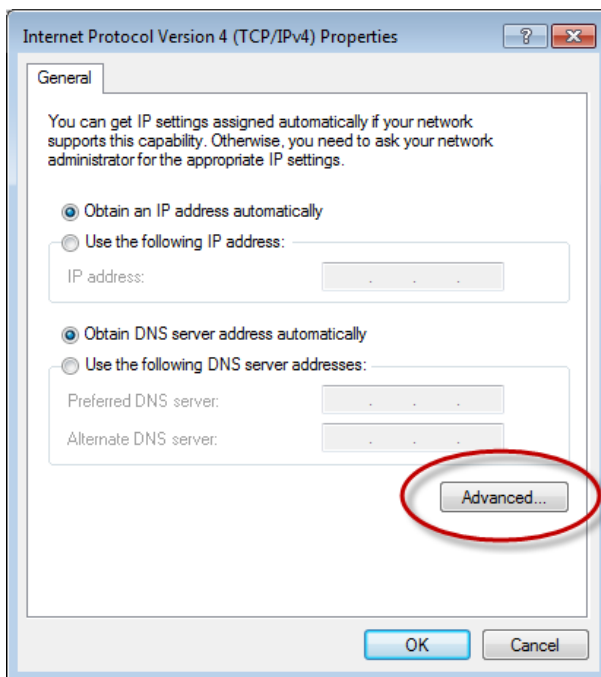 Internet Protocol Version 4 (TCP/IPv4) Properties
?
General
You can get IP settings assigned automatically if your network
supports this capability. Otherwise, you need to ask your network
administrator for the appropriate IP settings.
Obtain an IP address automatically
Use the following IP address:
IP address:
Obtain DNS server address automatically
Use the following DNS server addresses:
Preferred DNS server:
Alternate DNS server:
Advanced...
OK
Cancel